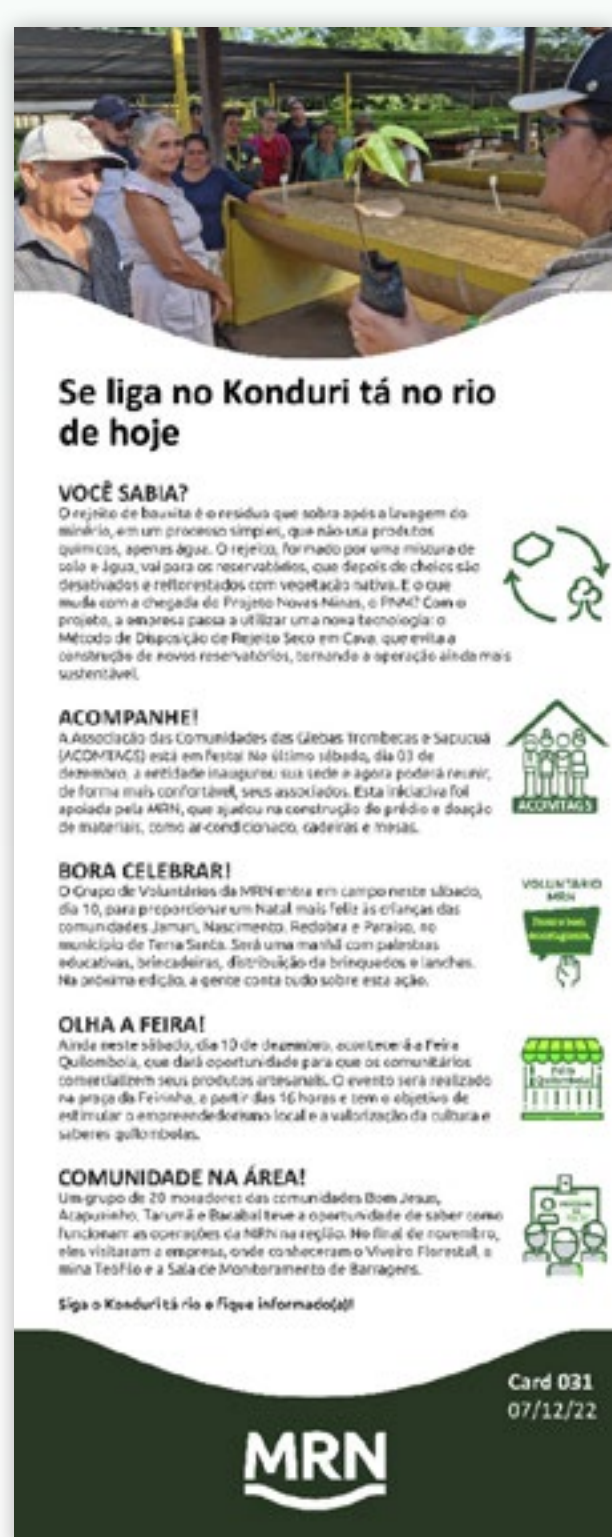 Se liga no Konduri tá no rio
de hoje
VOCÊ SABIA?
O rejeito de bauxita é o resíduo que sobra após a lavagem do
minério, em um processo simples, que não usa produtos
químicos, apenas água. O rejeito, formado por uma mistura de
solo e água, vai para os reservatórios, que depois de cheios são
desativados e reflorestados com vegetação nativa. E o que
muda com a chegada do Projeto Novas Minas, o PNM? Com o
projeto, a empresa passa a utilizar uma nova tecnologia: o
Método de Disposição de Rejeito Seco em Cava, que evita a
construção de novos reservatórios, tornando a operação ainda mais
sustentável.
ACOMPANHE!
A Associação das Comunidades das Glebas Trombetas e Sapucuá
(ACOMTAGS) está em festa! No último sábado, dia 03 de
dezembro, a entidade inaugurou sua sede e agora poderá reunir,
de forma mais confortável, seus associados. Esta iniciativa foi
apoiada pela MRN, que ajudou na construção do prédio e doação
de materiais, como ar-condicionado, cadeiras e mesas.
ACOMTAGS
BORA CELEBRAR!
O Grupo de Voluntários da MRN entra em campo neste sábado,
dia 10, para proporcionar um Natal mais feliz às crianças das
comunidades Jamari, Nascimento, Redobra e Paraíso, no
município de Terra Santa. Será uma manhã com palestras
educativas, brincadeiras, distribuição de brinquedos e lanches.
Na próxima edição, a gente conta tudo sobre esta ação.
VOLUNTÁRIO
MRN
OLHA A FEIRA!
Ainda neste sábado, dia 10 de dezembro, acontecerá a Feira
Quilombola, que dará oportunidade para que os comunitários
comercializem seus produtos artesanais. O evento será realizado
na praça da Feirinha, a partir das 16 horas e tem o objetivo de
estimular o empreendedorismo local e a valorização da cultura e
saberes quilombolas.
Feira
Quilombola
COMUNIDADE NA ÁREA!
Um grupo de 20 moradores das comunidades Bom Jesus,
Acapuzinho, Tarumã e Bacabal teve a oportunidade de saber como
funcionam as operações da MRN na região. No final de novembro,
eles visitaram a empresa, onde conheceram o Viveiro Florestal, a
mina Teófilo e a Sala de Monitoramento de Barragens.
Siga o Konduri tá rio e fique informado(a)!
Card 031
07/12/22
MRN